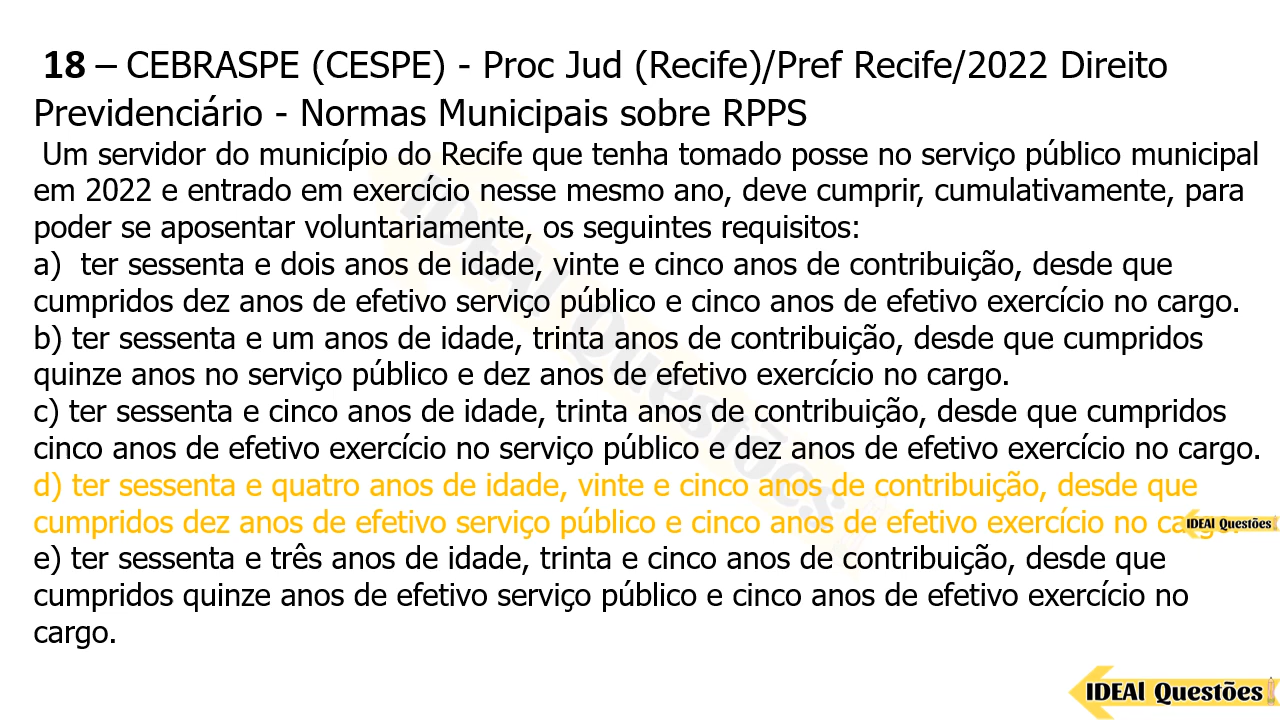 18 – CEBRASPE (CESPE) - Proc Jud (Recife)/Pref Recife/2022 Direito
Previdenciário - Normas Municipais sobre RPPS
Um servidor do município do Recife que tenha tomado posse no serviço público municipal
em 2022 e entrado em exercício nesse mesmo ano, deve cumprir, cumulativamente, para
poder se aposentar voluntariamente, os seguintes requisitos:
a) ter sessenta e dois anos de idade, vinte e cinco anos de contribuição, desde que
cumpridos dez anos de efetivo serviço público e cinco anos de efetivo exercício no cargo.
b) ter sessenta e um anos de idade, trinta anos de contribuição, desde que cumpridos
quinze anos no serviço público e dez anos de efetivo exercício no cargo.
c) ter sessenta e cinco anos de idade, trinta anos de contribuição, desde que cumpridos
cinco anos de efetivo exercício no serviço público e dez anos de efetivo exercício no cargo.
d) ter sessenta e quatro anos de idade, vinte e cinco anos de contribuição, desde que
cumpridos dez anos de efetivo serviço público e cinco anos de efetivo exercício no cargo.
IDEAl Questões
e) ter sessenta e três anos de idade, trinta e cinco anos de contribuição, desde que
cumpridos quinze anos de efetivo serviço público e cinco anos de efetivo exercício no
cargo.
IDEAl Questões
IDEAl Questões